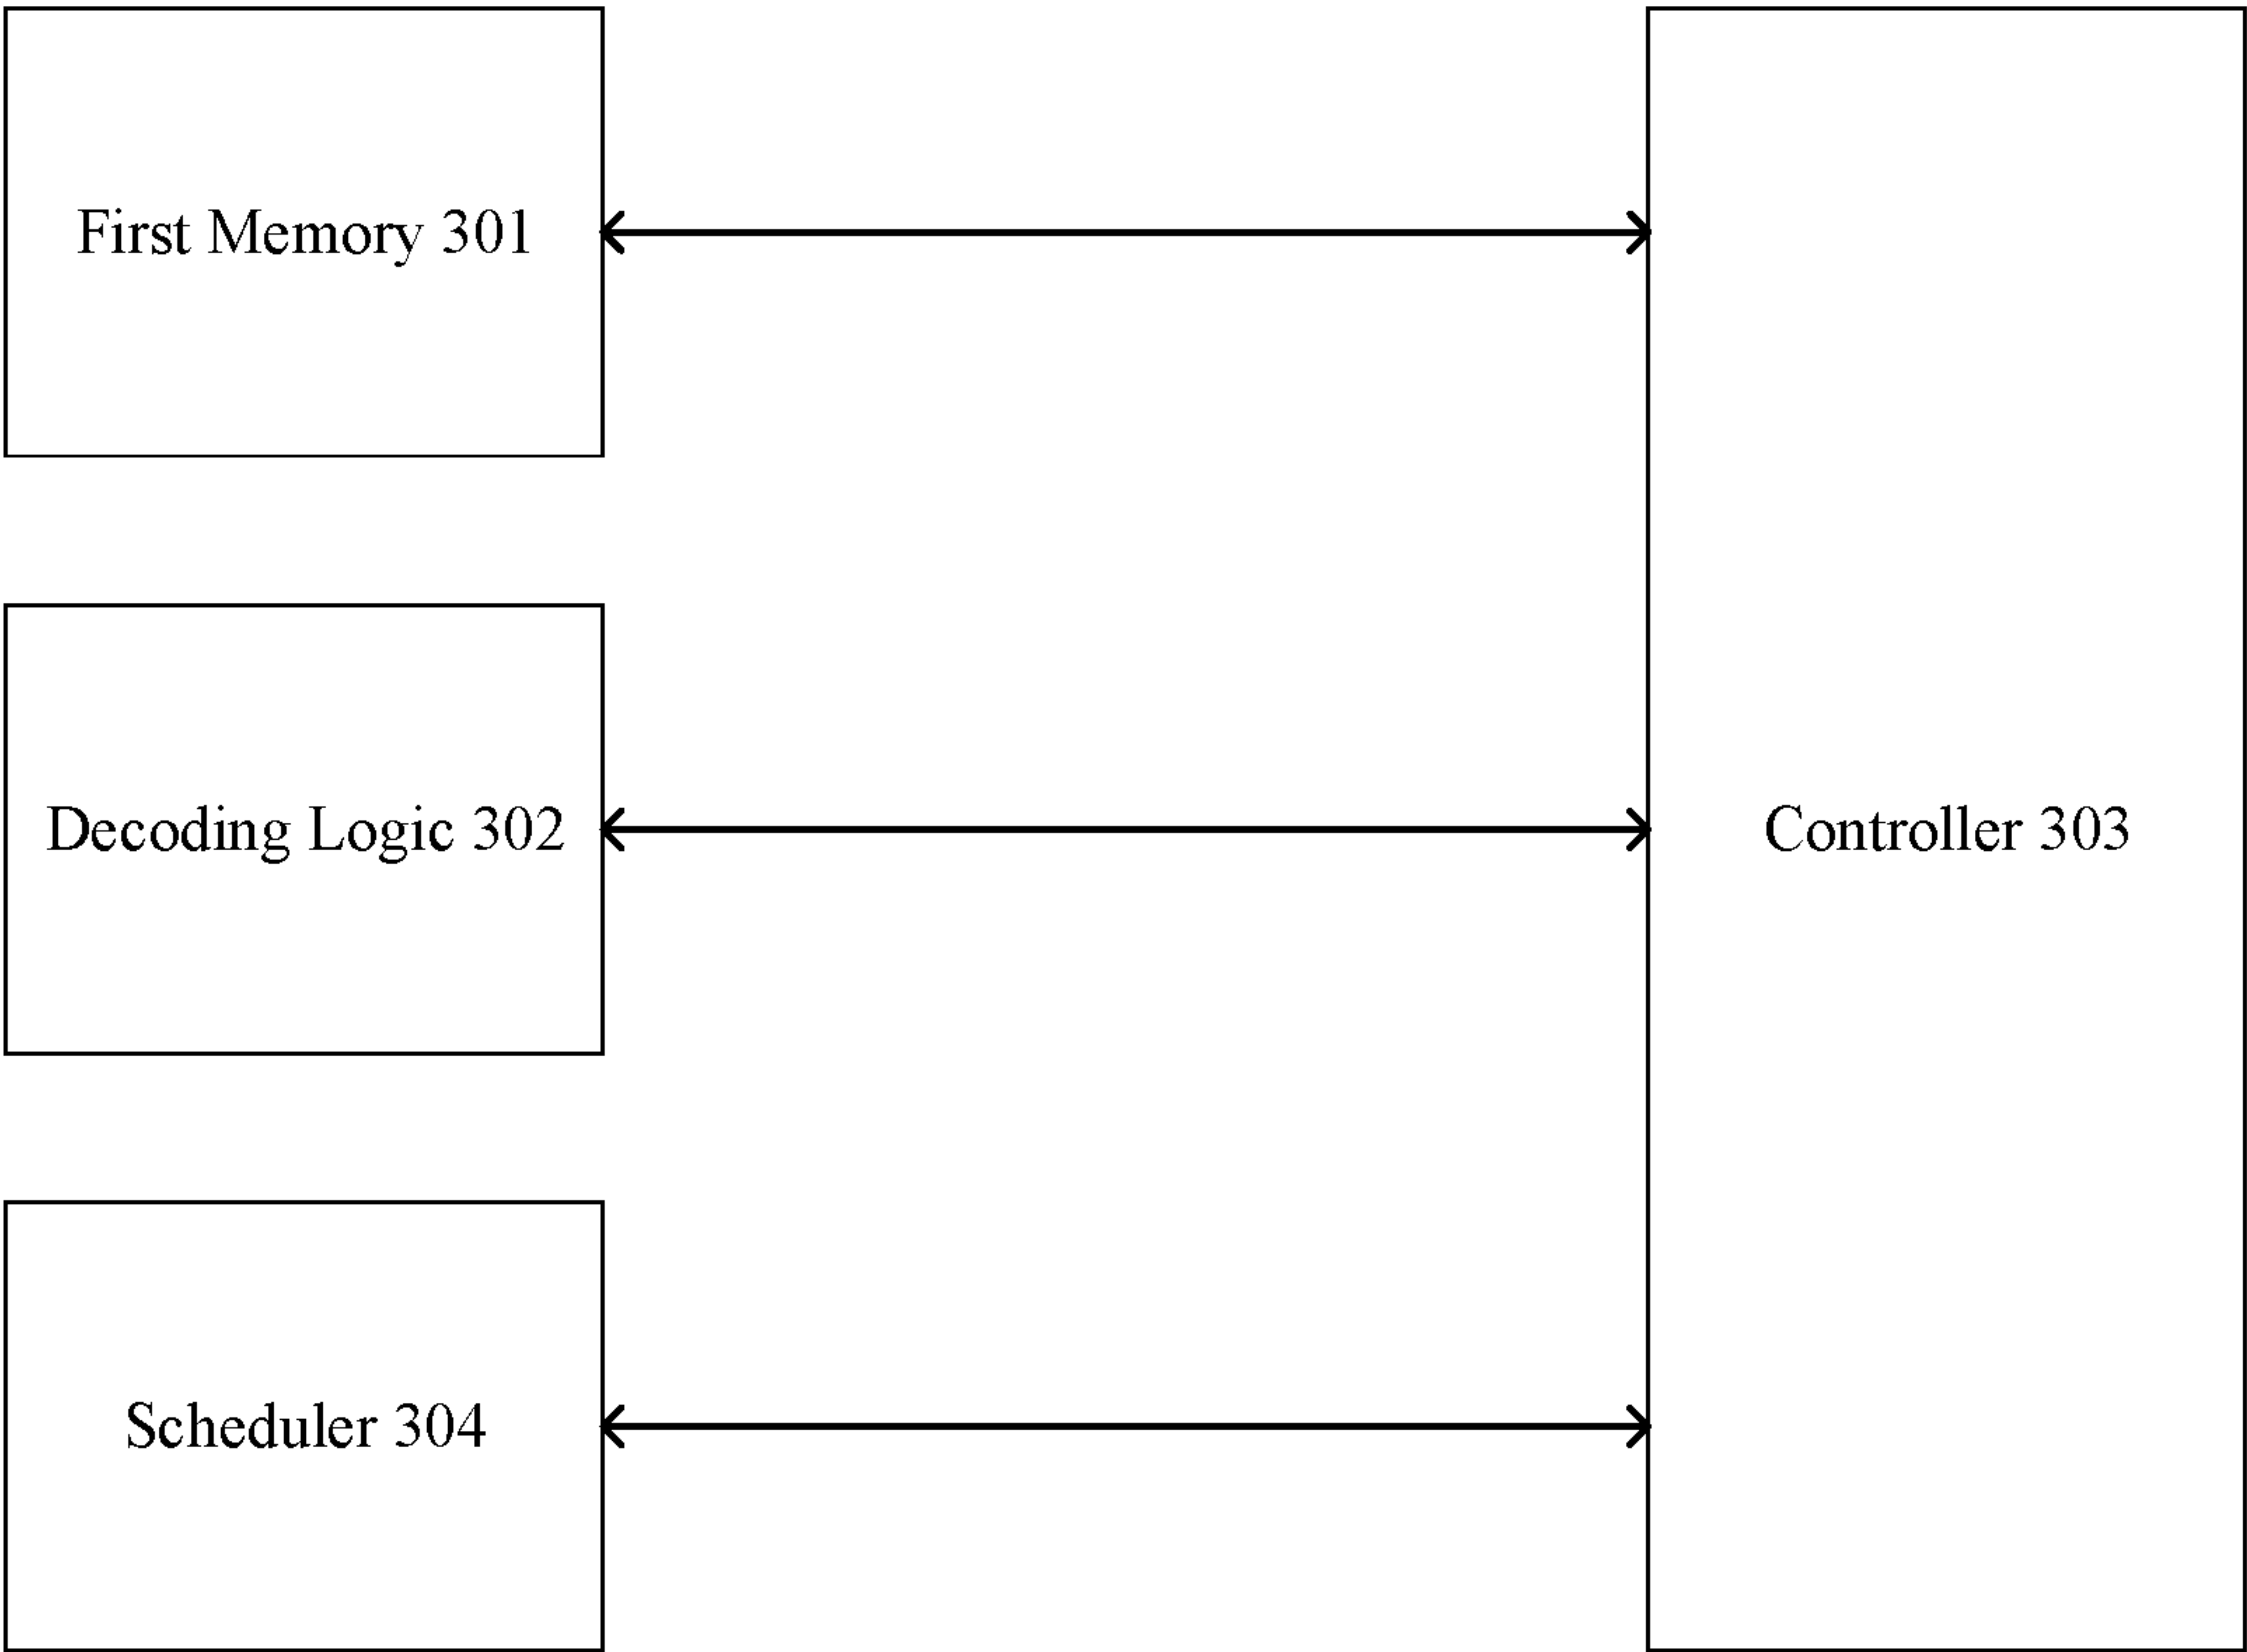 First Memory 301
Decoding Logic 302
Controller 303
Scheduler 304